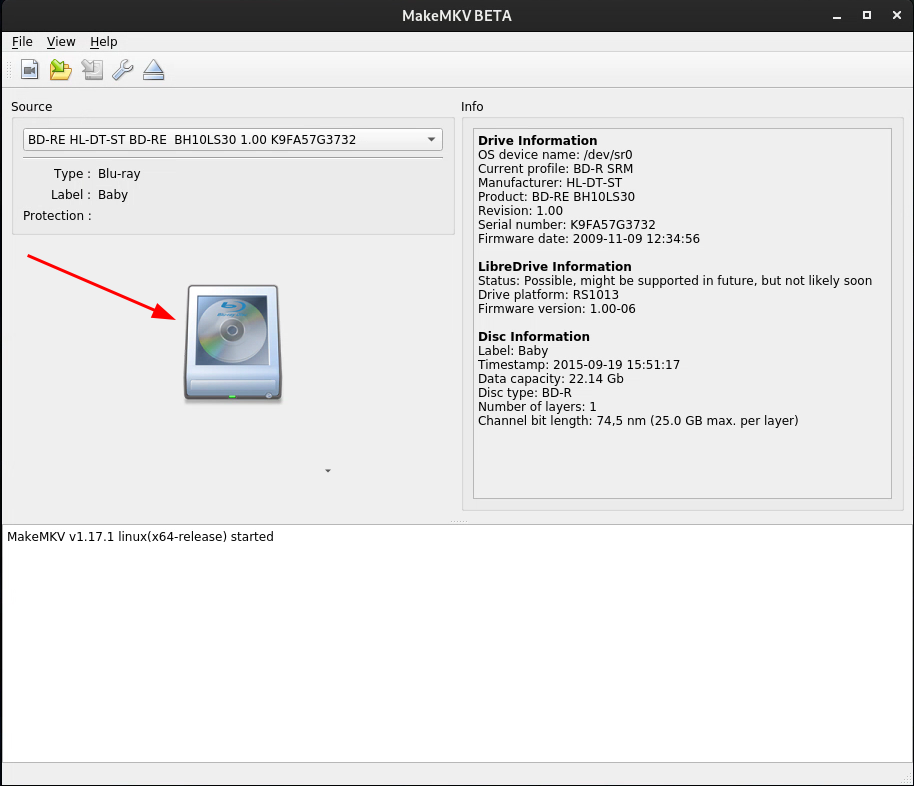 MakeMKV BETA
File View Help
Source
BD-RE HL-DT-ST BD-RE  BH10LS30 1.00 K9FA57G3732
Type : Blu-ray
Label : Baby
Protection :
Info
Drive Information
OS device name: /dev/sr0
Current profile: BD-R SRM
Manufacturer: HL-DT-ST
Product: BD-RE BH10LS30
Revision: 1.00
Serial number: K9FA57G3732
Firmware date: 2009-11-09 12:34:56
LibreDrive Information
Status: Possible, might be supported in future, but not likely soon
Drive platform: RS1013
Firmware version: 1.00-06
Disc Information
Label: Baby
Timestamp: 2015-09-19 15:51:17
Data capacity: 22.14 Gb
Disc type: BD-R
Number of layers: 1
Channel bit length: 74,5 nm (25.0 GB max. per layer)
MakeMKV v1.17.1 linux(x64-release) started